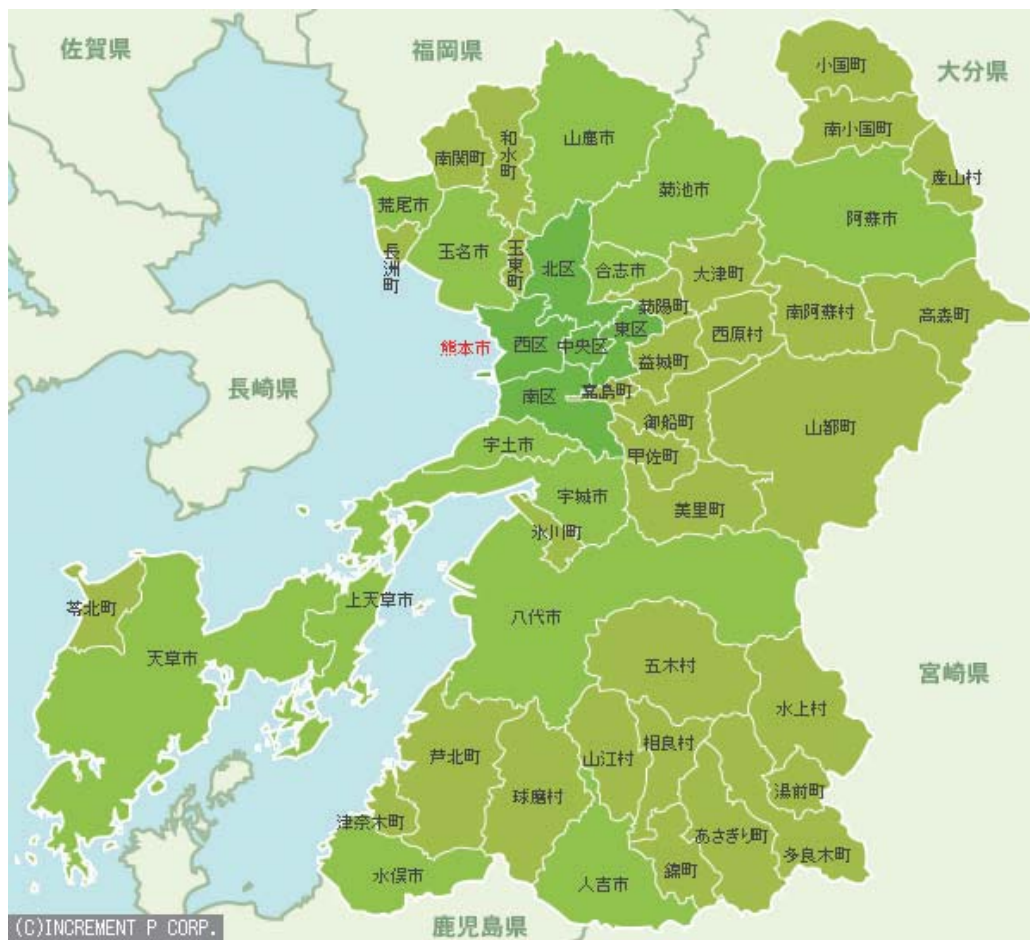 佐賀県
福岡県
大分県
小国町
南小国町
産山村
山鹿市
和水町
南関町
菊池市
荒尾市
阿蘇市
玉名市
長洲町
玉東町
北区
合志市
大津町
菊陽町
南阿蘇村
高森町
東区
西原村
西区
中央区
熊本市
益城町
長崎県
南区
嘉島町
御船町
山都町
宇土市
甲佐町
宇城市
美里町
氷川町
苓北町
上天草市
八代市
天草市
五木村
宮崎県
水上村
芦北町
山江村
相良村
球磨村
湯前町
津奈木町
あさぎり町
多良木町
水俣市
人吉市
錦町
鹿児島県
(C)INCREMENT P CORP.